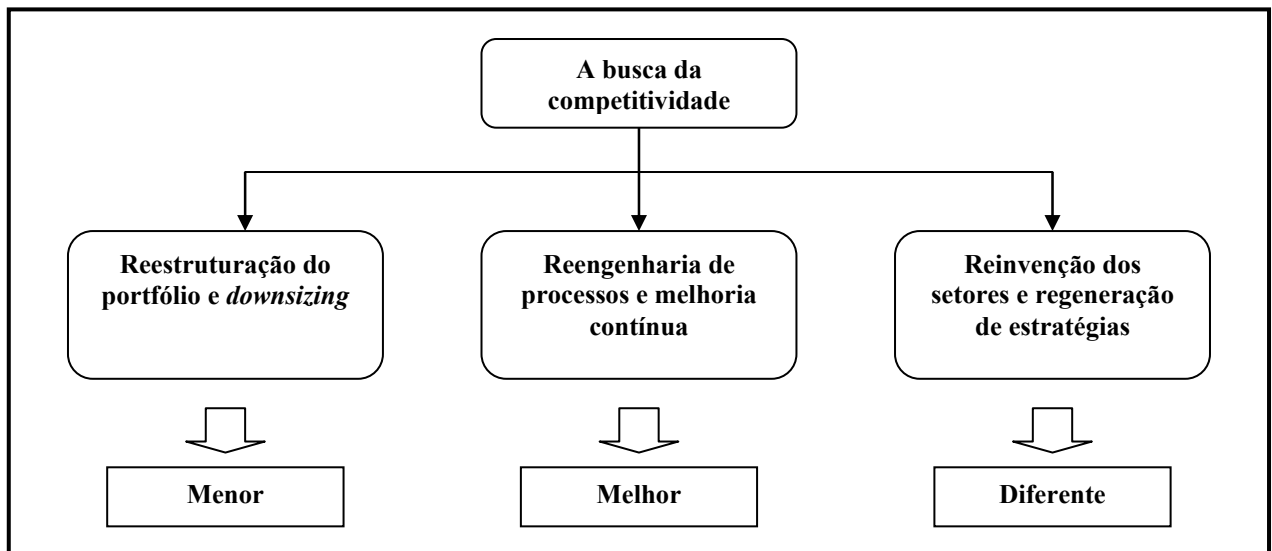 A busca da
competitividade
Reestruturação do
portfólio e downsizing
Reengenharia de
processos e melhoria
contínua
Reinvenção dos
setores e regeneração
de estratégias
Menor
Melhor
Diferente